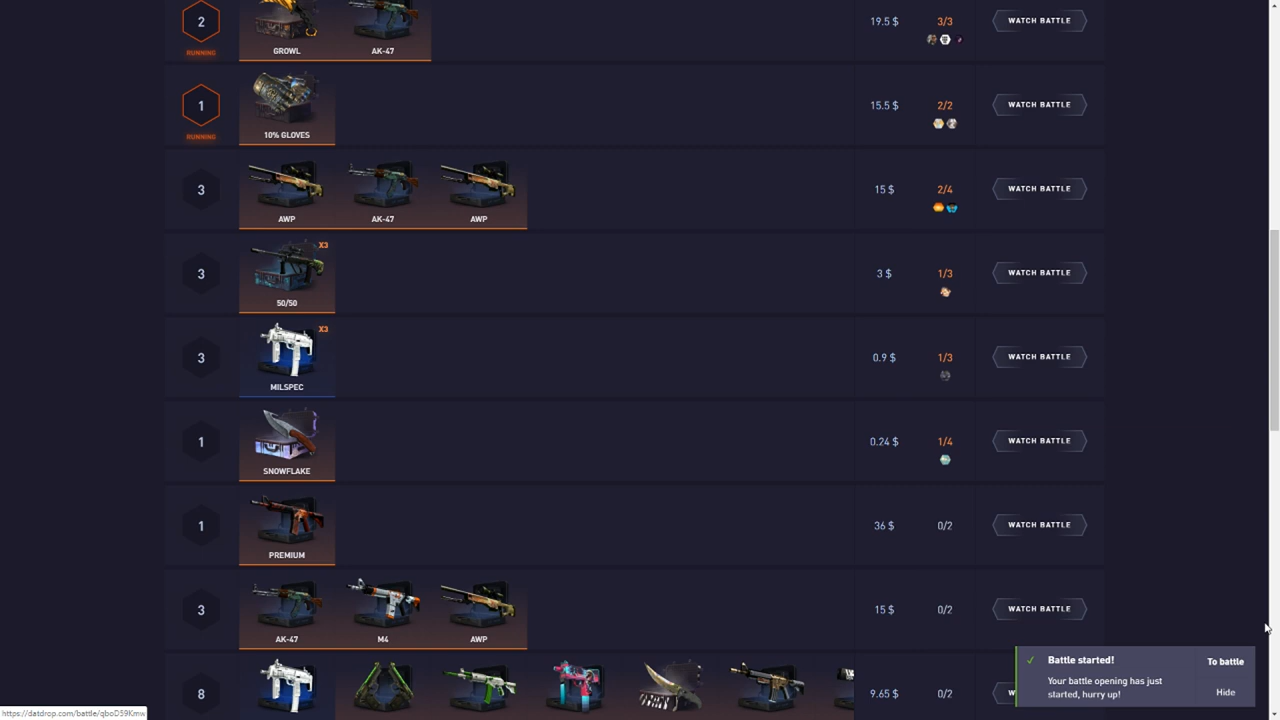 2
RUNNING
GROWL
AK-47
19.5 $
3/3
WATCH BATTLE
1
RUNNING
10% GLOVES
15.5 $
2/2
WATCH BATTLE
3
AWP
AK-47
AWP
15 $
2/4
WATCH BATTLE
3
X3
50/50
3 $
1/3
WATCH BATTLE
3
X3
MILSPEC
0.9 $
1/3
WATCH BATTLE
1
SNOWFLAKE
0.24 $
1/4
WATCH BATTLE
1
PREMIUM
36 $
0/2
WATCH BATTLE
3
AK-47
M4
AWP
15 $
0/2
WATCH BATTLE
8
9.65 $
0/2
W
Battle started!
To battle
Your battle opening has just
started, hurry up!
Hide
https://datdrop.com/battle/qboD59Kmw